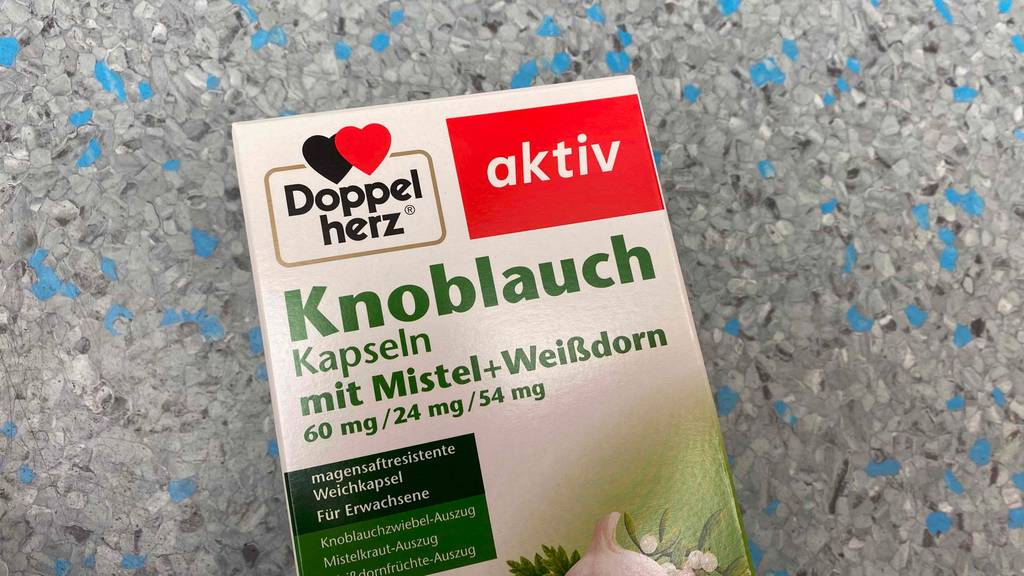 Doppel
herz®
aktiv
Knoblauch
Kapseln
mit Mistel+Weißdorn
60 mg/24 mg/54 mg
magensaftresistente
Weichkapsel
Für Erwachsene
Knoblauchzwiebel-Auszug
Mistelkraut-Auszug